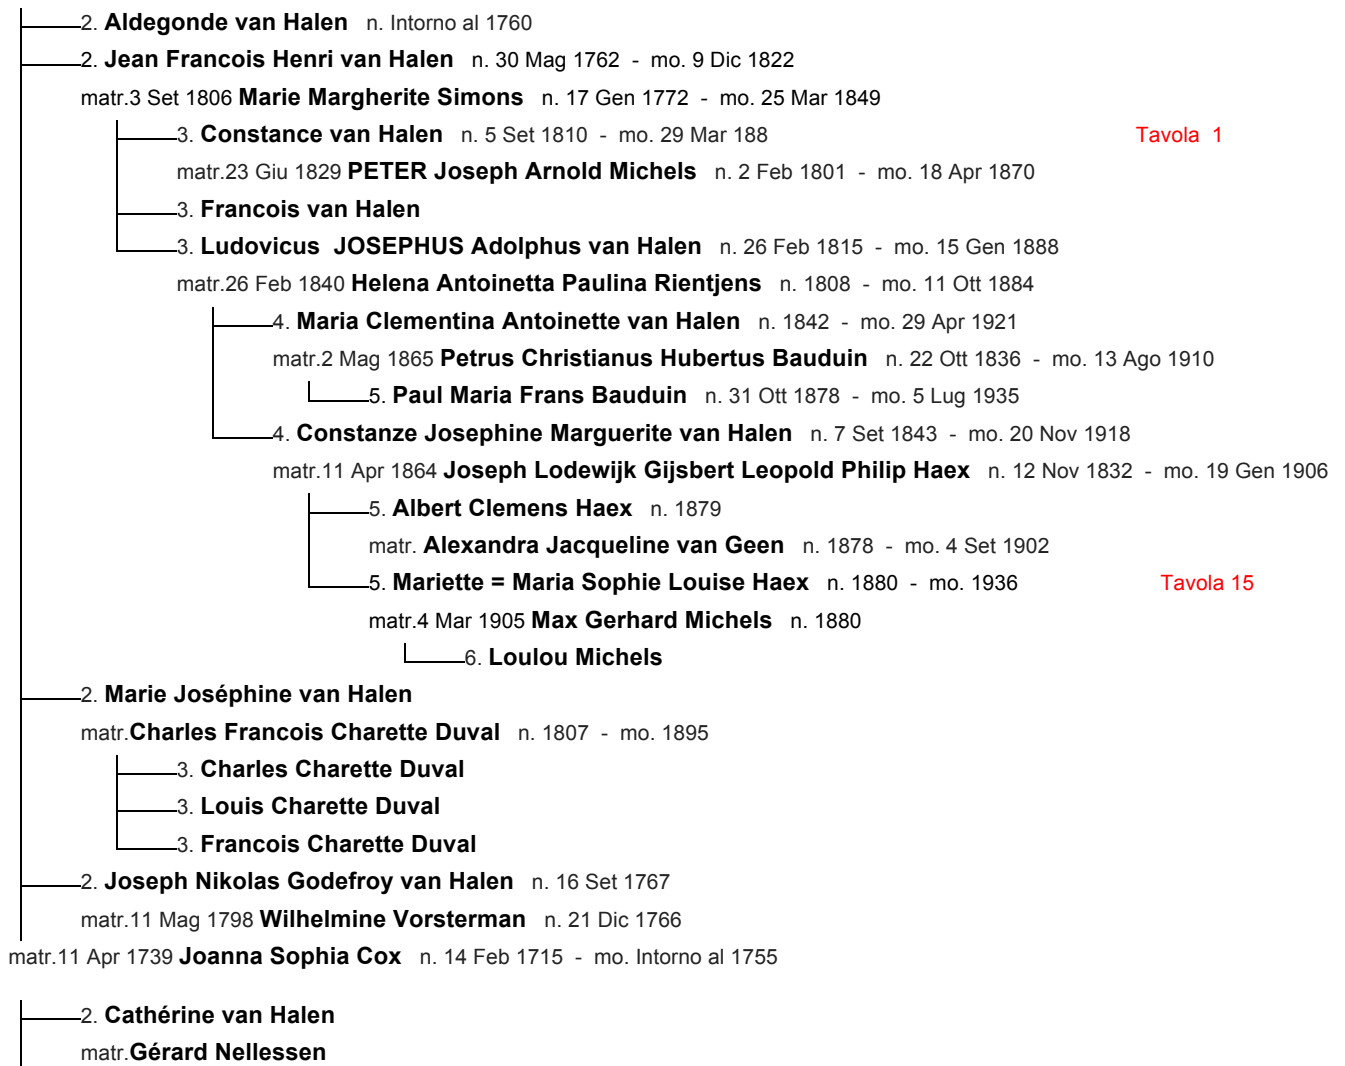 2. Aldegonde van Halen n. Intorno al 1760
2. Jean Francois Henri van Halen n. 30 Mag 1762 - mo. 9 Dic 1822
matr.3 Set 1806 Marie Margherite Simons n. 17 Gen 1772 - mo. 25 Mar 1849
3. Constance van Halen n. 5 Set 1810 - mo. 29 Mar 188 Tavola 1
matr.23 Giu 1829 PETER Joseph Arnold Michels n. 2 Feb 1801 - mo. 18 Apr 1870
3. Francois van Halen
3. Ludovicus JOSEPHUS Adolphus van Halen n. 26 Feb 1815 - mo. 15 Gen 1888
matr.26 Feb 1840 Helena Antoinetta Paulina Rientjens n. 1808 - mo. 11 Ott 1884
4. Maria Clementina Antoinette van Halen n. 1842 - mo. 29 Apr 1921
matr.2 Mag 1865 Petrus Christianus Hubertus Bauduin n. 22 Ott 1836 - mo. 13 Ago 1910
5. Paul Maria Frans Bauduin n. 31 Ott 1878 - mo. 5 Lug 1935
4. Constanze Josephine Marguerite van Halen n. 7 Set 1843 - mo. 20 Nov 1918
matr.11 Apr 1864 Joseph Lodewijk Gijsbert Leopold Philip Haex n. 12 Nov 1832 - mo. 19 Gen 1906
5. Albert Clemens Haex n. 1879
matr. Alexandra Jacqueline van Geen n. 1878 - mo. 4 Set 1902
5. Mariette = Maria Sophie Louise Haex n. 1880 - mo. 1936 Tavola 15
matr.4 Mar 1905 Max Gerhard Michels n. 1880
6. Loulou Michels
2. Marie Joséphine van Halen
matr.Charles Francois Charette Duval n. 1807 - mo. 1895
3. Charles Charette Duval
3. Louis Charette Duval
3. Francois Charette Duval
2. Joseph Nikolas Godefroy van Halen n. 16 Set 1767
matr.11 Mag 1798 Wilhelmine Vorsterman n. 21 Dic 1766
matr.11 Apr 1739 Joanna Sophia Cox n. 14 Feb 1715 - mo. Intorno al 1755
2. Cathérine van Halen
matr.Gérard Nellessen